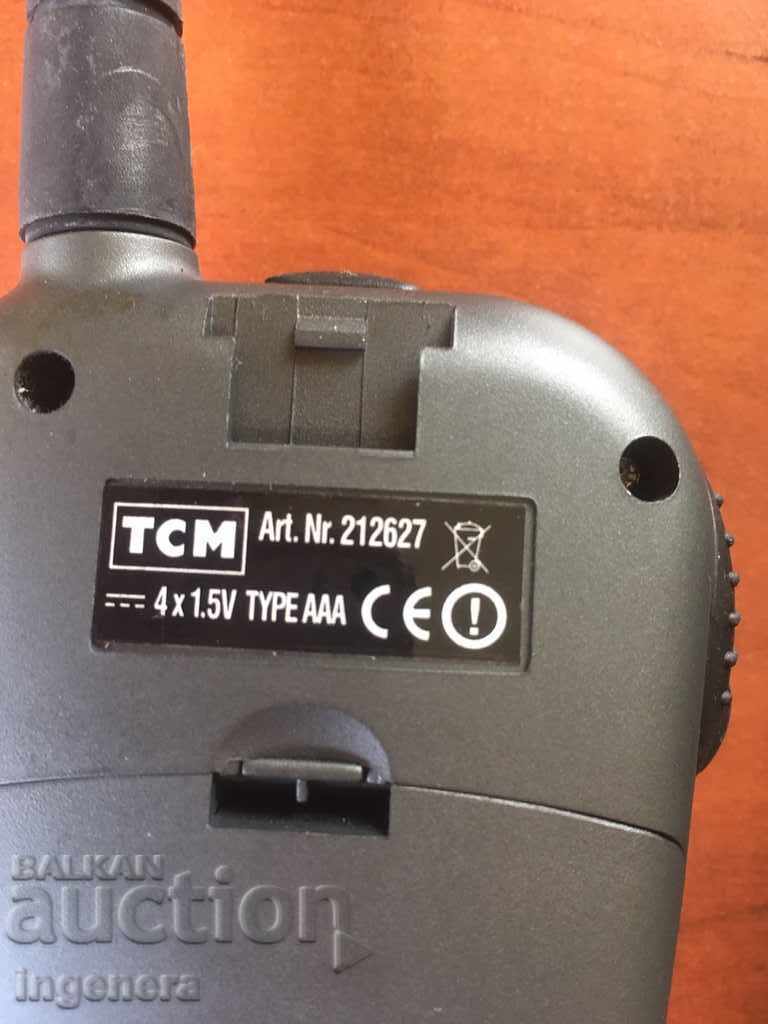 TCM Art. Nr. 212627
4 x 1.5V TYPE AAA CE
BALKAN
auction
ingenera